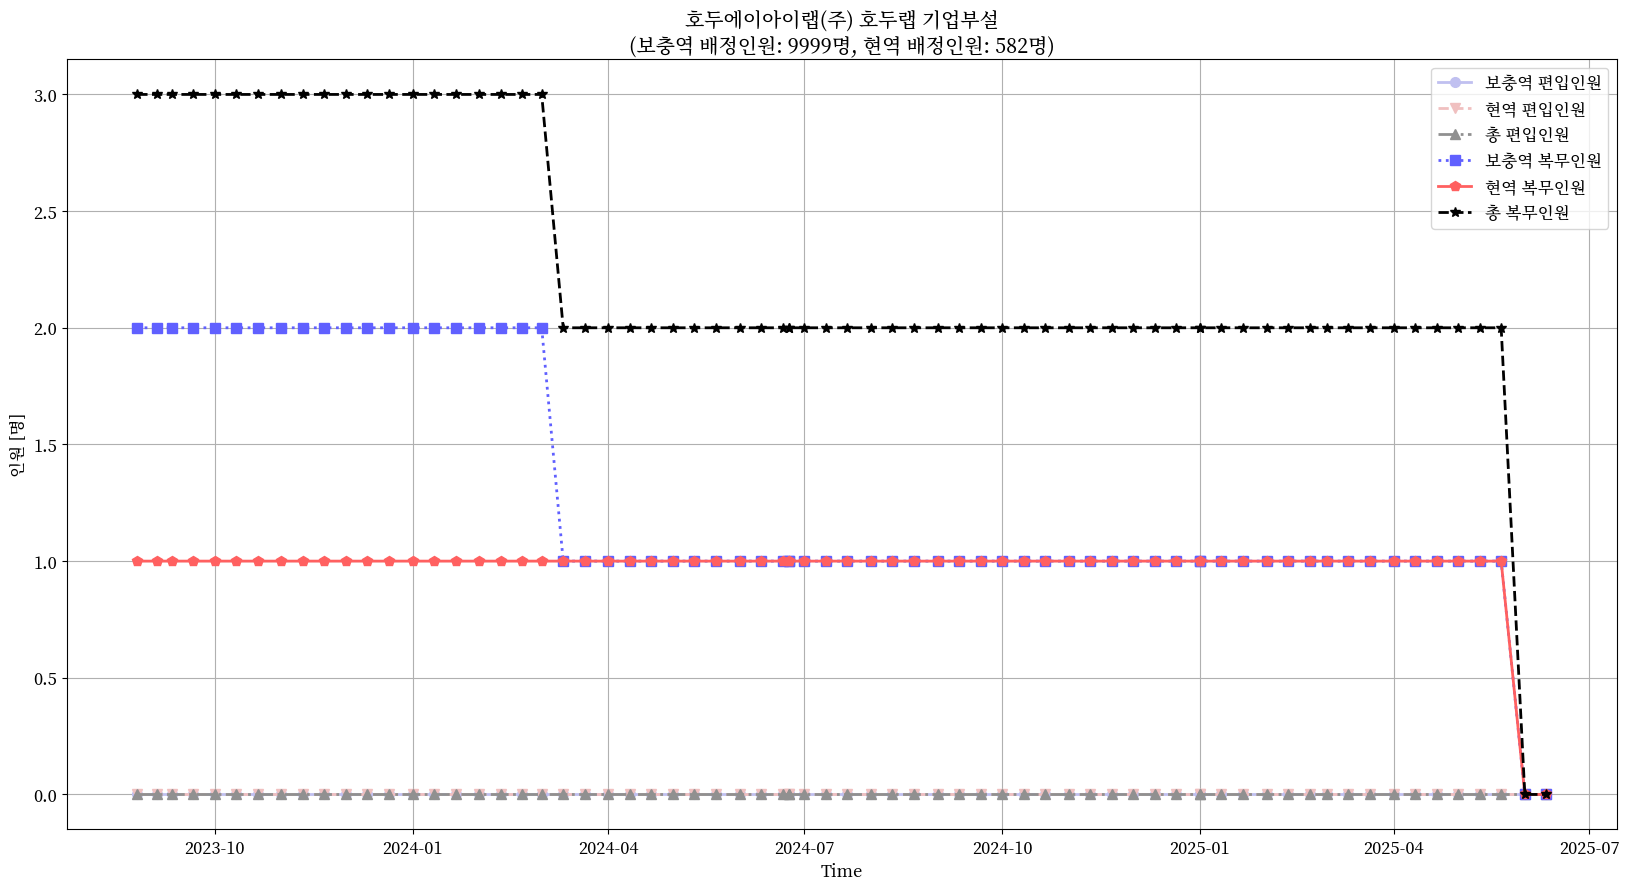 호두에이아이랩(주) 호두랩 기업부설
(보충역 배정인원: 9999명, 현역 배정인원: 582명)
보충역 편입인원
현역 편입인원
총 편입인원
보충역 복무인원
현역 복무인원
총 복무인원
인원 [명]
3.0
2.5
2.0
1.5
1.0
0.5
0.0
2023-10
2024-01
2024-04
2024-07
2024-10
2025-01
2025-04
2025-07
Time